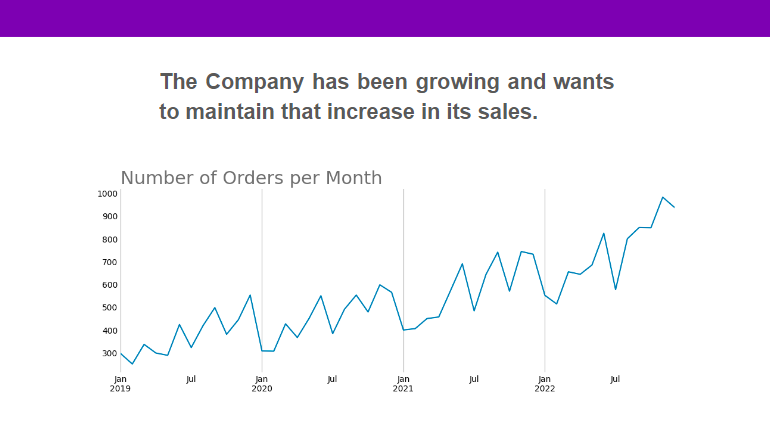 The Company has been growing and wants
to maintain that increase in its sales.
Number of Orders per Month
1000
900
800
700
600
500
400
300
Jan Jul Jan Jul Jan Jul Jan Jul
2019 2020 2021 2022